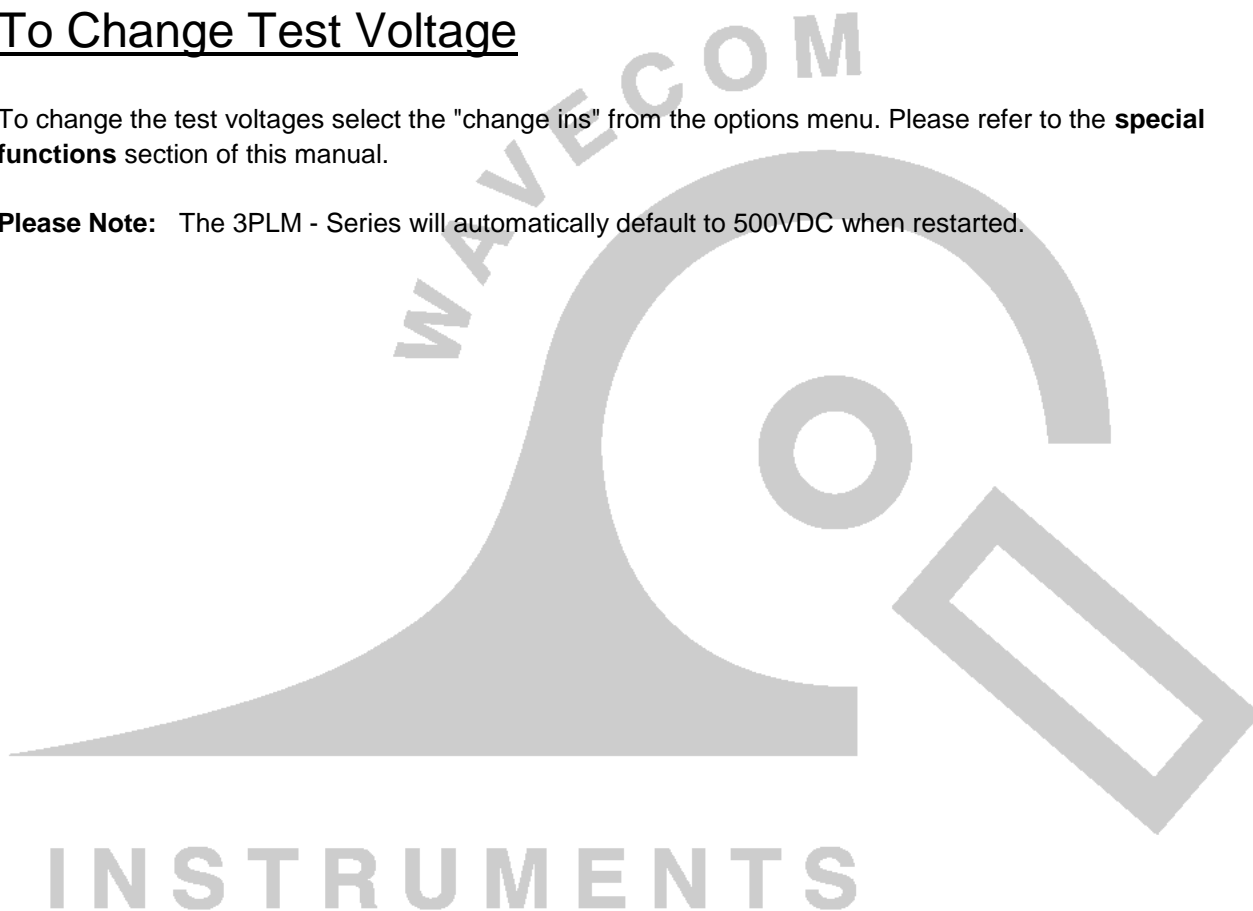 To Change Test Voltage
WAVECOM
To change the test voltages select the "change ins" from the options menu. Please refer to the special
functions section of this manual.
Please Note: The 3PLM - Series will automatically default to 500VDC when restarted.
INSTRUMENTS